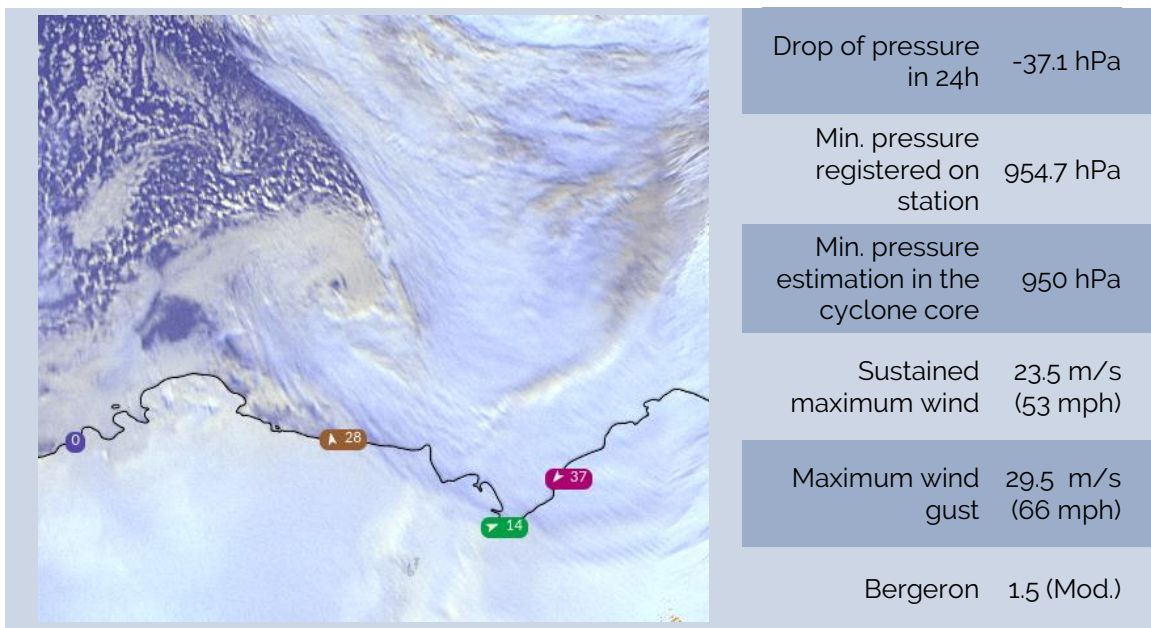 0
28
37
14
Drop of pressure
in 24h
-37.1 hPa
Min. pressure
registered on
station
954.7 hPa
Min. pressure
estimation in the
cyclone core
950 hPa
Sustained
maximum wind
23.5 m/s
(53 mph)
Maximum wind
gust
29.5 m/s
(66 mph)
Bergeron
1.5 (Mod.)